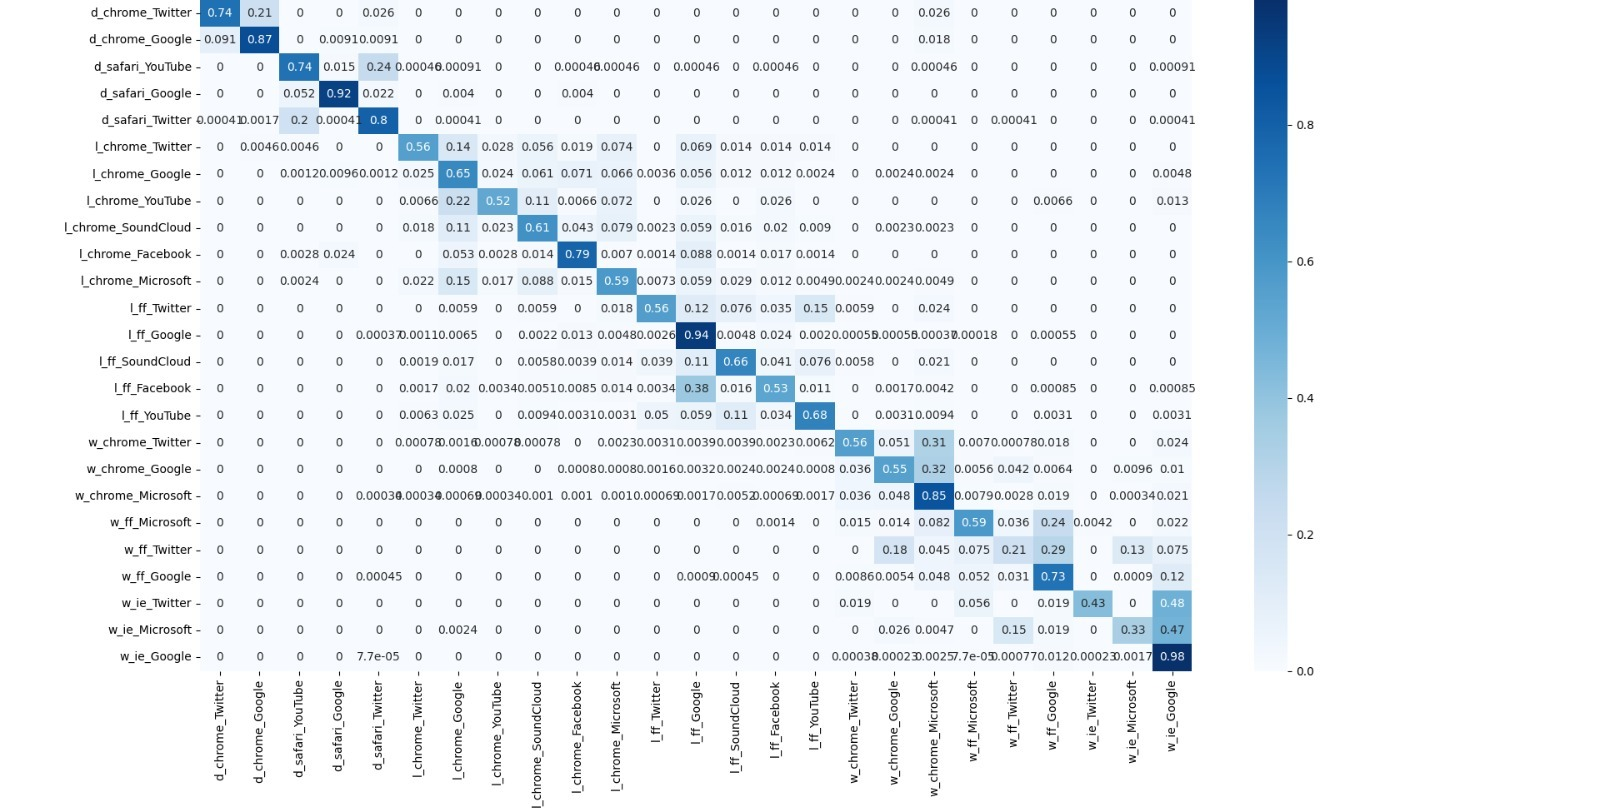 d_chrome_Twitter 0.74 0.21 0 0 0.026 0 0 0 0 0 0 0 0 0 0 0 0 0 0.026 0 0 0 0 0 0
d_chrome_Google 0.091 0.87 0 0.0091 0.0091 0 0 0 0 0 0 0 0 0 0 0 0 0 0.018 0 0 0 0 0 0
d_safari_YouTube 0 0 0.74 0.015 0.24 0.00046 0.00091 0 0 0.00046 0.00046 0 0.00046 0 0.00046 0 0 0 0.00046 0 0 0 0 0 0.00091
d_safari_Google 0 0 0.052 0.92 0.022 0 0.004 0 0 0.004 0 0 0 0 0 0 0 0 0 0 0 0 0 0 0
d_safari_Twitter 0.00041 0.0017 0.2 0.00041 0.8 0 0.00041 0 0 0 0 0 0 0 0 0 0 0 0.00041 0 0.00041 0 0 0 0.00041
l_chrome_Twitter 0 0.0046 0.0046 0 0 0.56 0.14 0.028 0.056 0.019 0.074 0 0.069 0.014 0.014 0.014 0 0 0 0 0 0 0 0 0
l_chrome_Google 0 0 0.0012 0.0096 0.0012 0.025 0.65 0.024 0.061 0.071 0.066 0.0036 0.056 0.012 0.012 0.0024 0 0.0024 0.0024 0 0 0 0 0 0.0048
l_chrome_YouTube 0 0 0 0 0 0.0066 0.22 0.52 0.11 0.0066 0.072 0 0.026 0 0.026 0 0 0 0 0 0 0.0066 0 0 0.013
l_chrome_SoundCloud 0 0 0 0 0 0.018 0.11 0.023 0.61 0.043 0.079 0.0023 0.059 0.016 0.02 0.009 0 0.0023 0.0023 0 0 0 0 0 0
l_chrome_Facebook 0 0 0.0028 0.024 0 0 0.053 0.0028 0.014 0.79 0.007 0.0014 0.088 0.0014 0.017 0.0014 0 0 0 0 0 0 0 0 0
l_chrome_Microsoft 0 0 0.0024 0 0 0.022 0.15 0.017 0.088 0.015 0.59 0.0073 0.059 0.029 0.012 0.0049 0.0024 0.0024 0.0049 0 0 0 0 0 0
l_ff_Twitter 0 0 0 0 0 0 0.0059 0 0.0059 0 0.018 0.56 0.12 0.076 0.035 0.15 0.0059 0 0.024 0 0 0 0 0 0
l_ff_Google 0 0 0 0 0.00037 0.0011 0.0065 0 0.0022 0.013 0.0048 0.0026 0.94 0.0048 0.024 0.002 0.00055 0.00055 0.00037 0.00018 0 0.00055 0 0 0
l_ff_SoundCloud 0 0 0 0 0 0.0019 0.017 0 0.0058 0.0039 0.014 0.039 0.11 0.66 0.041 0.076 0.0058 0 0.021 0 0 0 0 0 0
l_ff_Facebook 0 0 0 0 0 0.0017 0.02 0.0034 0.0051 0.0085 0.014 0.0034 0.38 0.016 0.53 0.011 0 0.0017 0.0042 0 0 0.00085 0 0 0.00085
l_ff_YouTube 0 0 0 0 0 0.0063 0.025 0 0.0094 0.0031 0.0031 0.05 0.059 0.11 0.034 0.68 0 0.0031 0.0094 0 0 0.0031 0 0 0.0031
w_chrome_Twitter 0 0 0 0 0 0.00078 0.0016 0.00078 0.00078 0 0.0023 0.0031 0.0039 0.0039 0.0023 0.0062 0.56 0.051 0.31 0.007 0.00078 0.018 0 0 0.024
w_chrome_Google 0 0 0 0 0 0 0.0008 0 0 0.0008 0.0008 0.0016 0.0032 0.0024 0.0024 0.0008 0.036 0.55 0.32 0.0056 0.042 0.0064 0 0.0096 0.01
w_chrome_Microsoft 0 0 0 0 0.00034 0.00034 0.00069 0.00034 0.001 0.001 0.001 0.00069 0.0017 0.0052 0.00069 0.0017 0.036 0.048 0.85 0.0079 0.0028 0.019 0 0.00034 0.021
w_ff_Microsoft 0 0 0 0 0 0 0 0 0 0 0 0 0 0 0.0014 0 0.015 0.014 0.082 0.59 0.036 0.24 0.0042 0 0.022
w_ff_Twitter 0 0 0 0 0 0 0 0 0 0 0 0 0 0 0 0 0 0.18 0.045 0.075 0.21 0.29 0 0.13 0.075
w_ff_Google 0 0 0 0 0.00045 0 0 0 0 0 0 0 0.0009 0.00045 0 0 0.0086 0.0054 0.048 0.052 0.031 0.73 0 0.0009 0.12
w_ie_Twitter 0 0 0 0 0 0 0 0 0 0 0 0 0 0 0 0 0.019 0 0 0.056 0 0.019 0.43 0 0.48
w_ie_Microsoft 0 0 0 0 0 0 0.0024 0 0 0 0 0 0 0 0 0 0 0.026 0.0047 0 0.15 0.019 0 0.33 0.47
w_ie_Google 0 0 0 0 7.7e-05 0 0 0 0 0 0 0 0 0 0 0 0.00038 0.00023 0.0025 7.7e-05 0.00077 0.012 0.00023 0.0017 0.98
d_chrome_Twitter
d_chrome_Google
d_safari_YouTube
d_safari_Google
d_safari_Twitter
l_chrome_Twitter
l_chrome_Google
l_chrome_YouTube
l_chrome_SoundCloud
l_chrome_Facebook
l_chrome_Microsoft
l_ff_Twitter
l_ff_Google
l_ff_SoundCloud
l_ff_Facebook
l_ff_YouTube
w_chrome_Twitter
w_chrome_Google
w_chrome_Microsoft
w_ff_Microsoft
w_ff_Twitter
w_ff_Google
w_ie_Twitter
w_ie_Microsoft
w_ie_Google
0.8
0.6
0.4
0.2
0.0